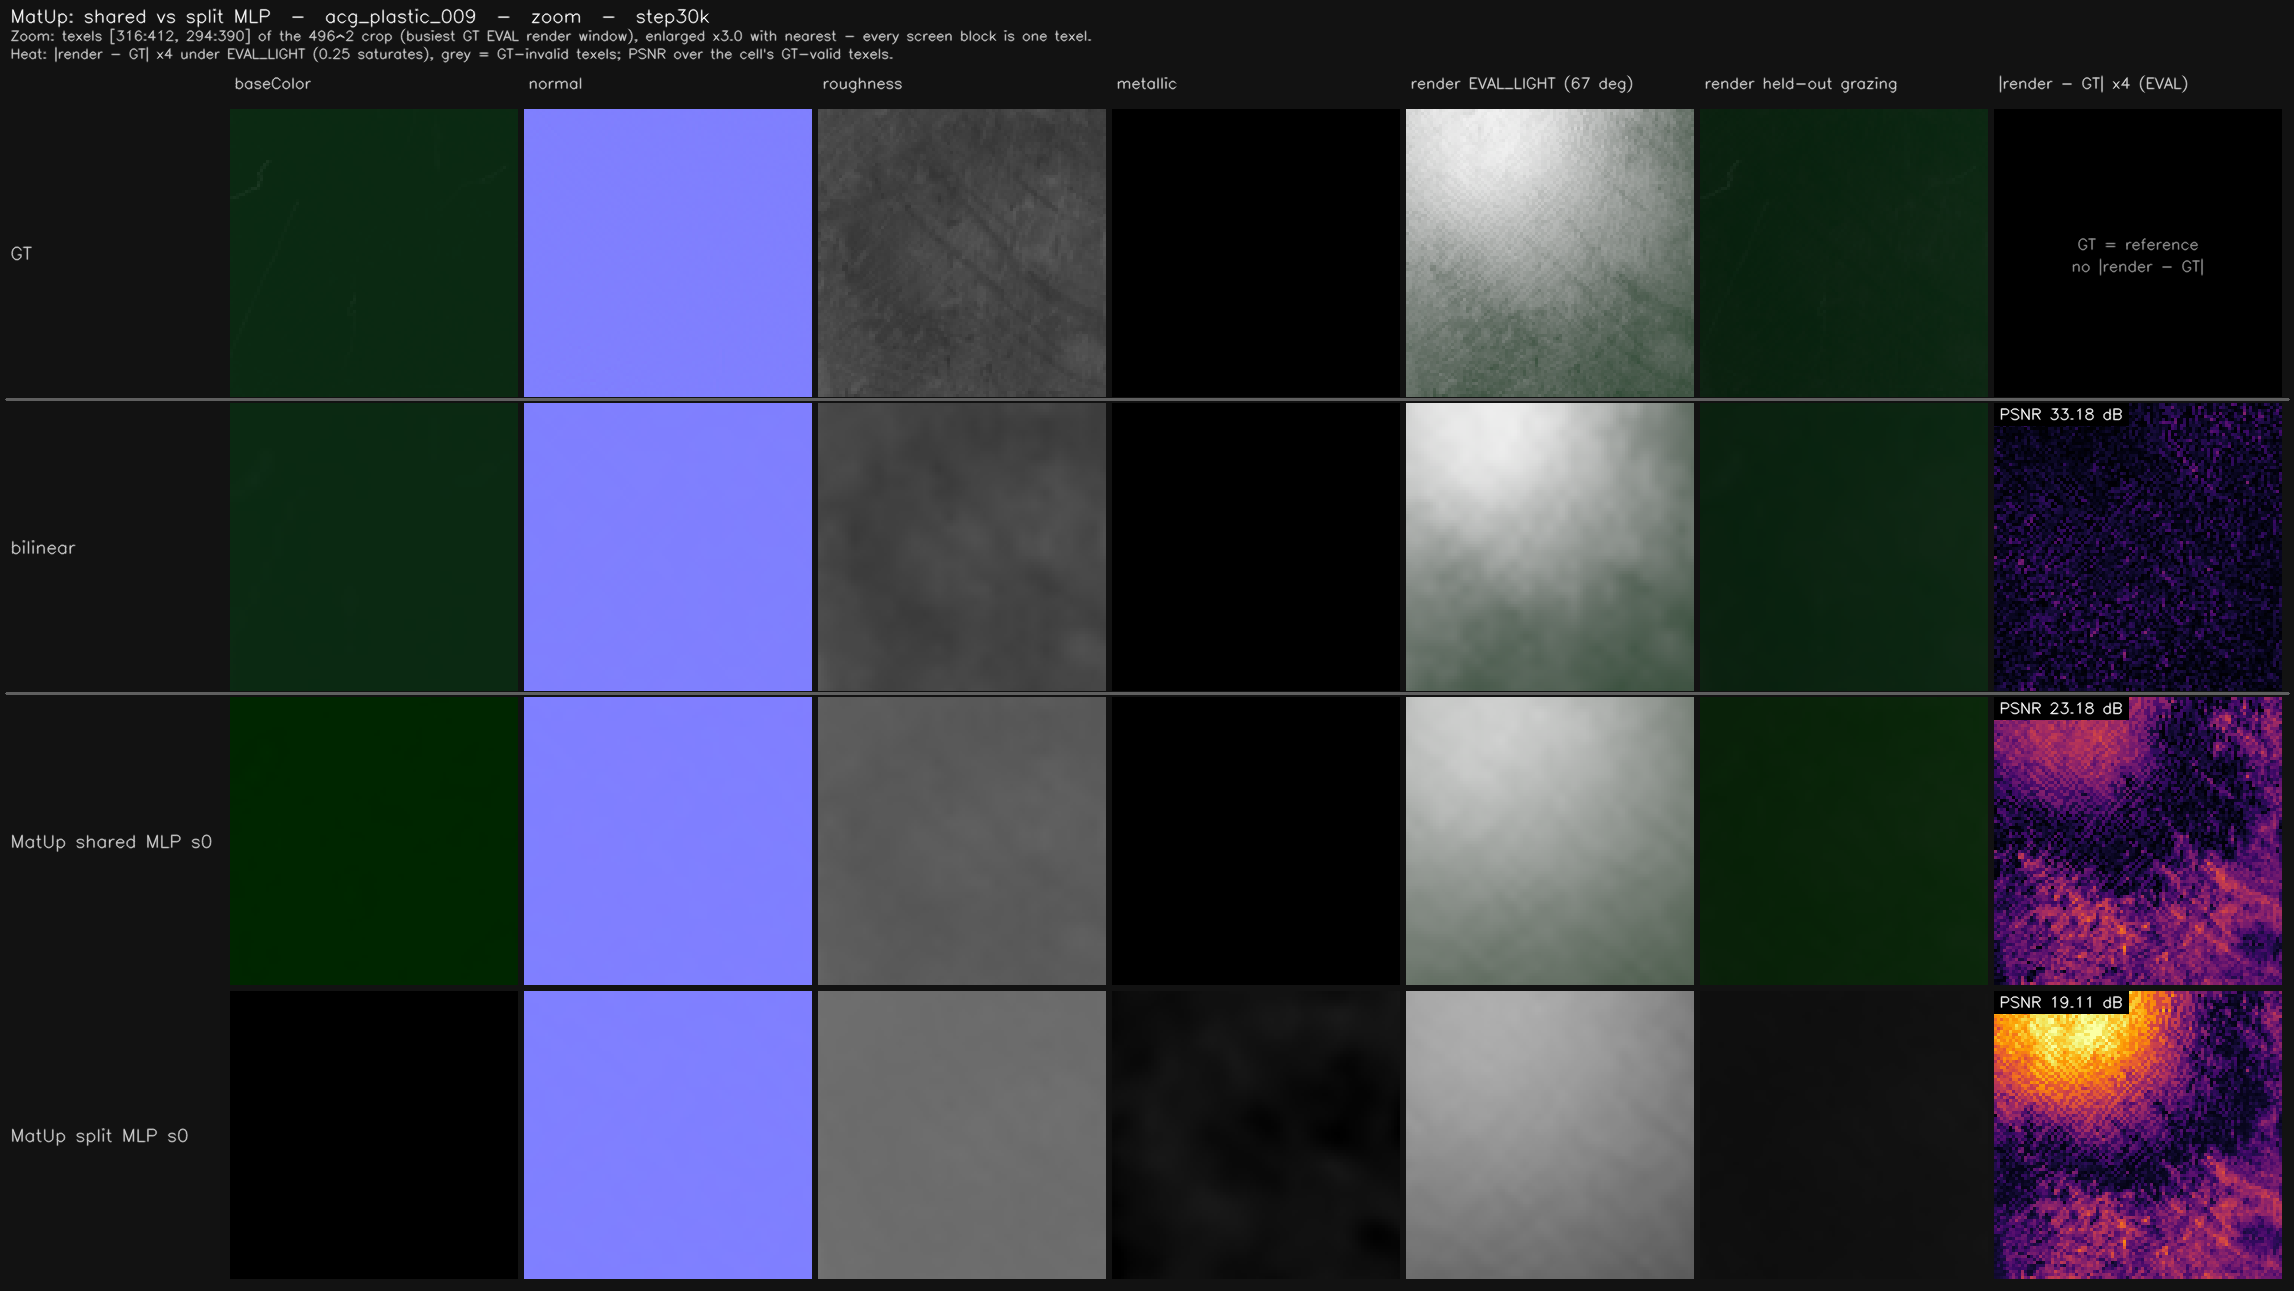 MatUp: shared vs split MLP — acg_plastic_009 — zoom — step30k
Zoom: texels [316:412, 294:390] of the 496^2 crop (busiest GT EVAL render window), enlarged x3.0 with nearest — every screen block is one texel.
Heat: |render — GT| x4 under EVAL_LIGHT (0.25 saturates), grey = GT-invalid texels; PSNR over the cell's GT-valid texels.
baseColor normal roughness metallic render EVAL_LIGHT (67 deg) render held-out grazing |render — GT| x4 (EVAL)
GT
GT = reference
no |render — GT|
bilinear
PSNR 33.18 dB
MatUp shared MLP s0
PSNR 23.18 dB
MatUp split MLP s0
PSNR 19.11 dB